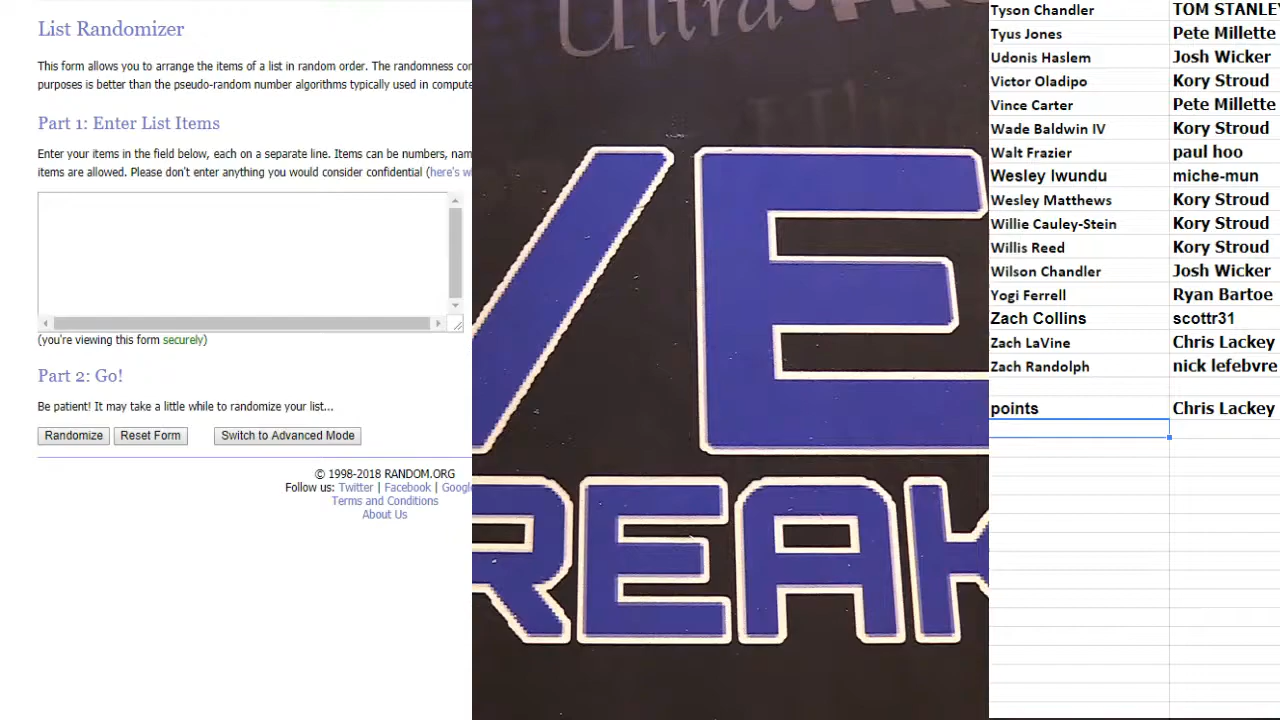 List Randomizer
This form allows you to arrange the items of a list in random order. The randomness
purposes is better than the pseudo-random number algorithms typically used in
Part 1: Enter List Items
Enter your items in the field below, each on a separate line. Items can be numbers,
items are allowed. Please don't enter anything you would consider confidential (here's
(you're viewing this form securely)
Part 2: Go!
Be patient! It may take a little while to randomize your list...
Randomize Reset Form Switch to Advanced Mode
© 1998-2018 RANDOM.ORG
Follow us: Twitter | Facebook |
Terms and Conditions
About Us
Ultra
VE
REAK
Tyson Chandler TOM STANLEY
Tyus Jones Pete Millette
Udonis Haslem Josh Wicker
Victor Oladipo Kory Stroud
Vince Carter Pete Millette
Wade Baldwin IV Kory Stroud
Walt Frazier paul hoo
Wesley Iwundu miche-mun
Wesley Matthews Kory Stroud
Willie Cauley-Stein Kory Stroud
Willis Reed Kory Stroud
Wilson Chandler Josh Wicker
Yogi Ferrell Ryan Bartoe
Zach Collins scottr31
Zach LaVine Chris Lackey
Zach Randolph nick lefebvre
points Chris Lackey